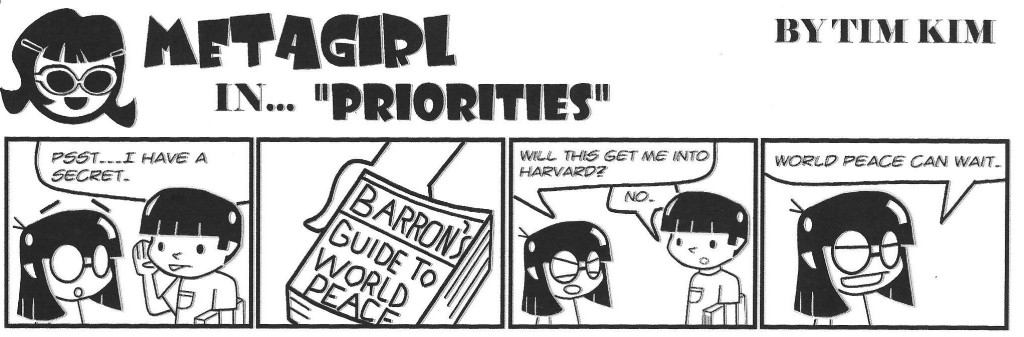 METAGIRL
BY TIM KIM
IN... "PRIORITIES"
PSST...I HAVE A
SECRET.
BARRON'S
GUIDE TO
WORLD
PEACE
WILL THIS GET ME INTO
HARVARD?
NO.
WORLD PEACE CAN WAIT.